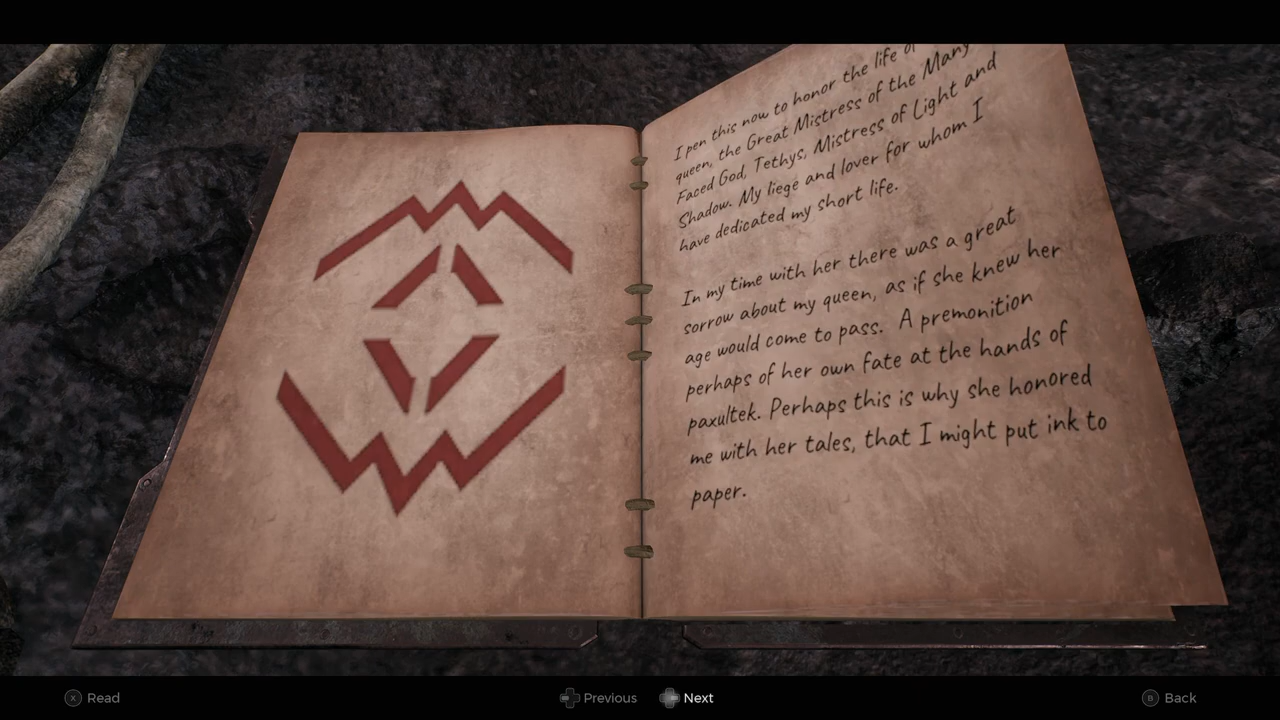 I pen this now to honor the life of
queen, the Great Mistress of the Many
Faced God, Tethys, Mistress of Light and
Shadow. My liege and lover for whom I
have dedicated my short life.
In my time with her there was a great
sorrow about my queen, as if she knew her
age would come to pass. A premonition
perhaps of her own fate at the hands of
paxultek. Perhaps this is why she honored
me with her tales, that I might put ink to
paper.
X Read
Previous
Next
B Back